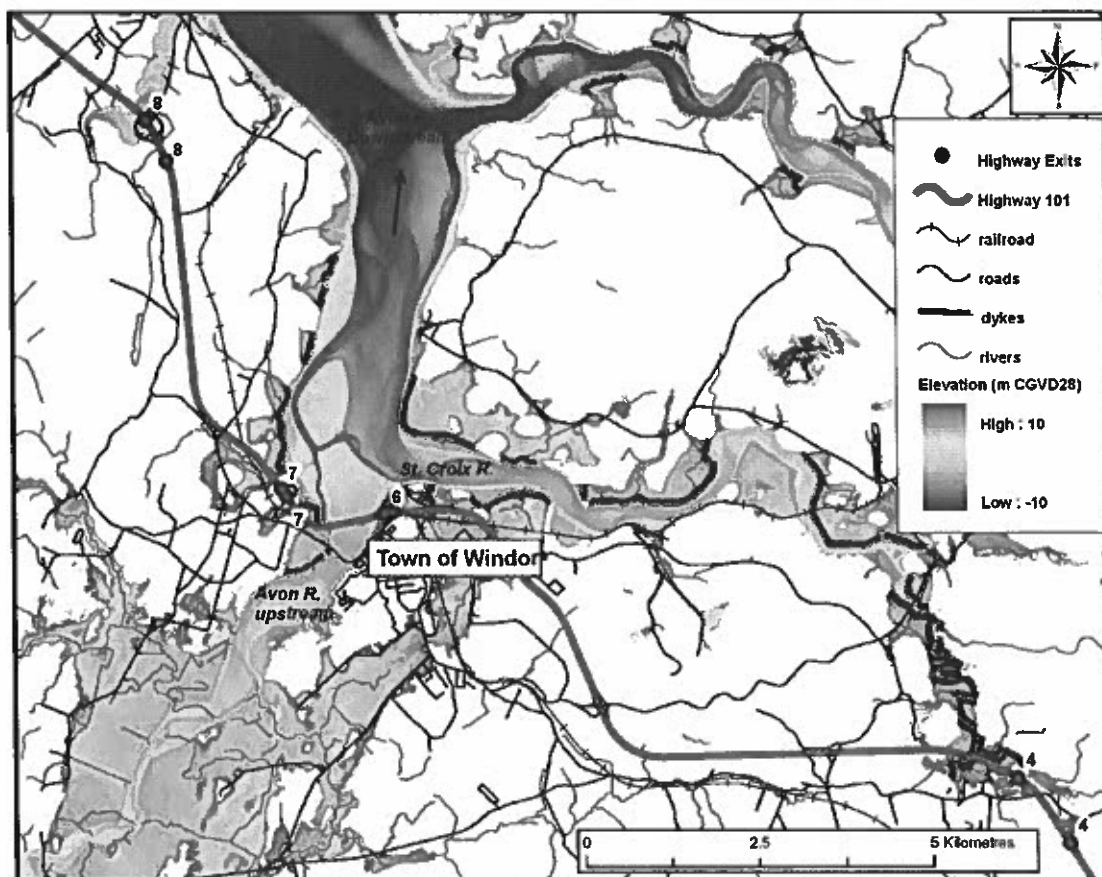 N
S
8
8
Highway Exits
Highway 101
railroad
roads
dykes
rivers
Elevation (m CGVD28)
High : 10
Low : -10
St. Croix R.
7
7
6
Town of Windor
Avon R.
upstream
4
4
0 2.5 5 Kilometres